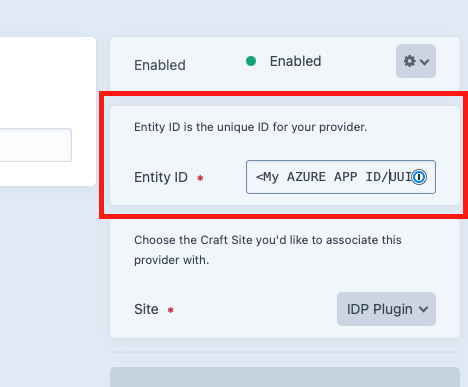 Enabled
Enabled
Entity ID is the unique ID for your provider.
Entity ID *
<My AZURE APP ID/UUI
Choose the Craft Site you'd like to associate this
provider with.
Site *
IDP Plugin